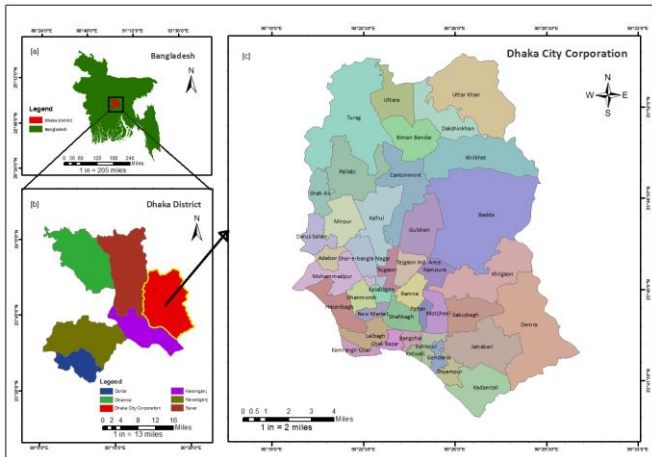 [a]
Bangladesh
N
Legend
Dhaka District
Bangladesh
0 30 60 120 180 240
Miles
1 in = 205 miles
[b]
Dhaka District
N
Legend
Dohar
Dhamrai
Dhaka City Corporation
Keraniganj
Nawabganj
Savar
0 2 4 8 12 16
Miles
1 in = 13 miles
[c]
Dhaka City Corporation
N
W E
S
Uttar Khan
Uttara
Turag
Dakshinkhan
Biman Bandar
Khilkhet
Pallabi
Cantonment
Shah Ali
Badda
Mirpur
Kafrul
Gulshan
Darus Salam
Adabor
Sher-e-bangla Nagar
Tejgaon Ind. Area
Mohammadpur
Tejgaon
Rampura
Khilgaon
Kalabagan
Dhanmondi
Ramna
Hazaribagh
New Market
Shahbagh
Motijheel
Sabujbagh
Demra
Lalbagh
Bangshal
Chak Bazar
Kamrangir Char
Kotwali
Sutrapur
Gendaria
Jatrabari
Shyampur
Kadamtali
0 0.5 1 2 3 4
Miles
1 in = 2 miles